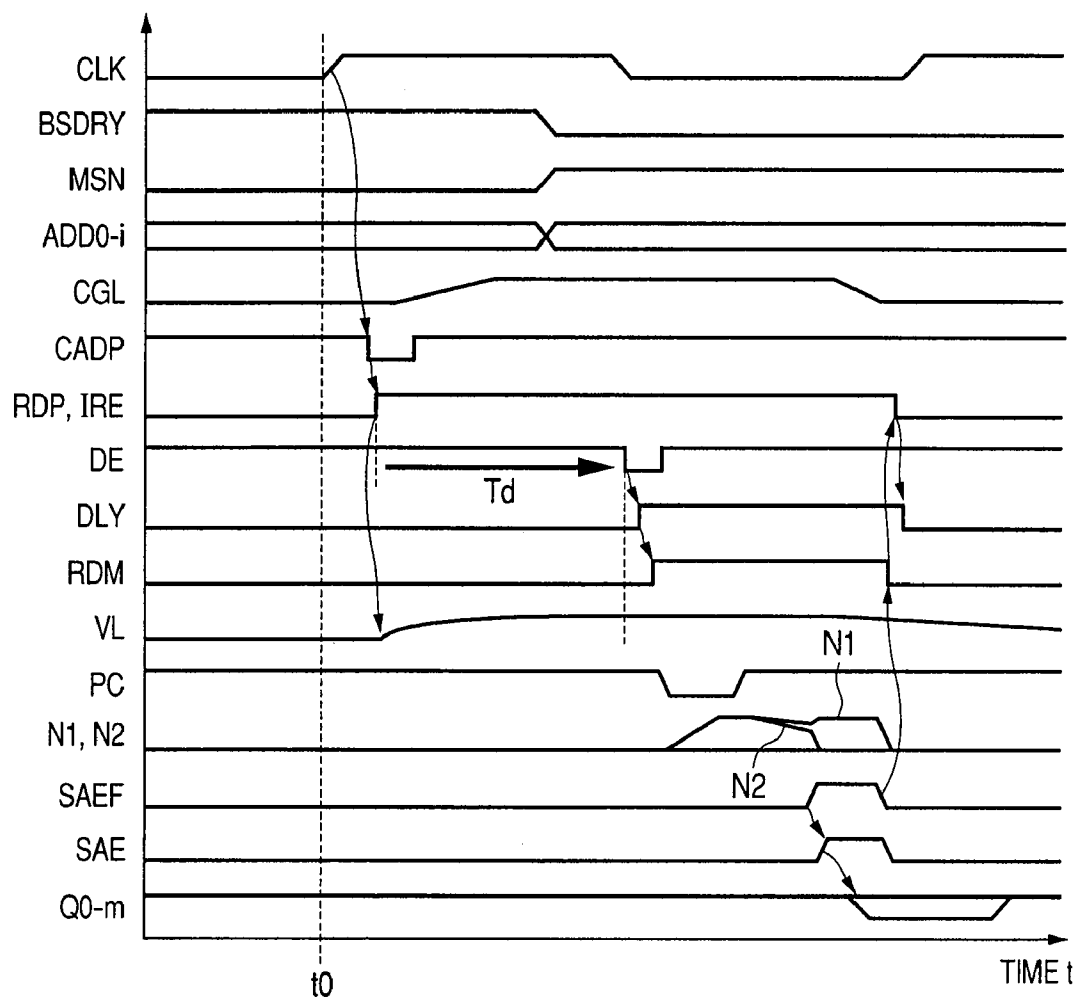 CLK
BSDRY
MSN
ADD0-i
CGL
CADP
RDP, IRE
DE
Td
DLY
RDM
VL
N1
PC
N1, N2
N2
SAEF
SAE
Q0-m
t0
TIME t